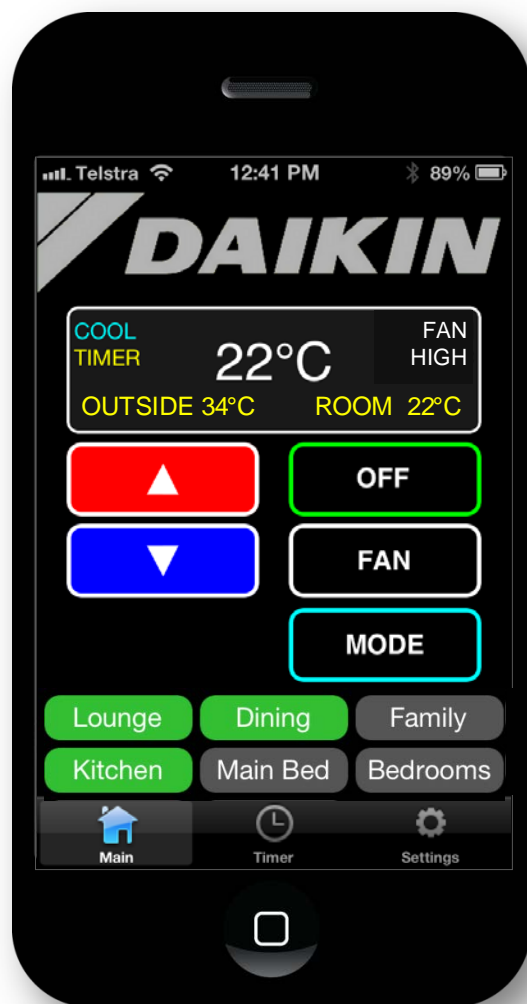 Telstra 12:41 PM 89%
DAIKIN
COOL FAN
TIMER 22°C HIGH
OUTSIDE 34°C ROOM 22°C
OFF
FAN
MODE
Lounge Dining Family
Kitchen Main Bed Bedrooms
Main Timer Settings